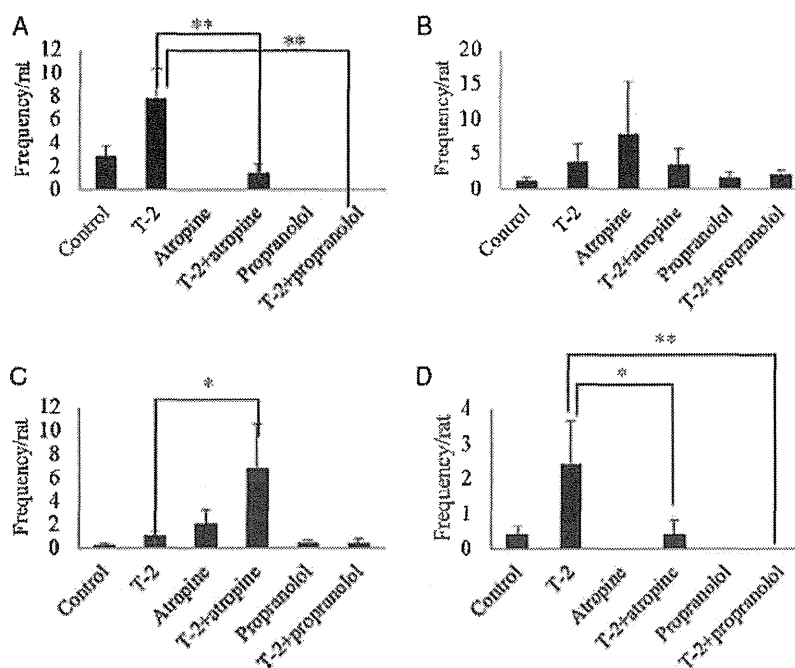 A
**
**
Frequency/rat
12
10
8
6
4
2
0
Control
T-2
Atropine
T-2+atropine
Propranolol
T-2+propranolol
B
Frequency/rat
20
15
10
5
0
Control
T-2
Atropine
T-2+atropine
Propranolol
T-2+propranolol
C
*
Frequency/rat
12
10
8
6
4
2
0
Control
T-2
Atropine
T-2+atropine
Propranolol
T-2+propranolol
D
**
*
Frequency/rat
4
3
2
1
0
Control
T-2
Atropine
T-2+atropine
Propranolol
T-2+propranolol